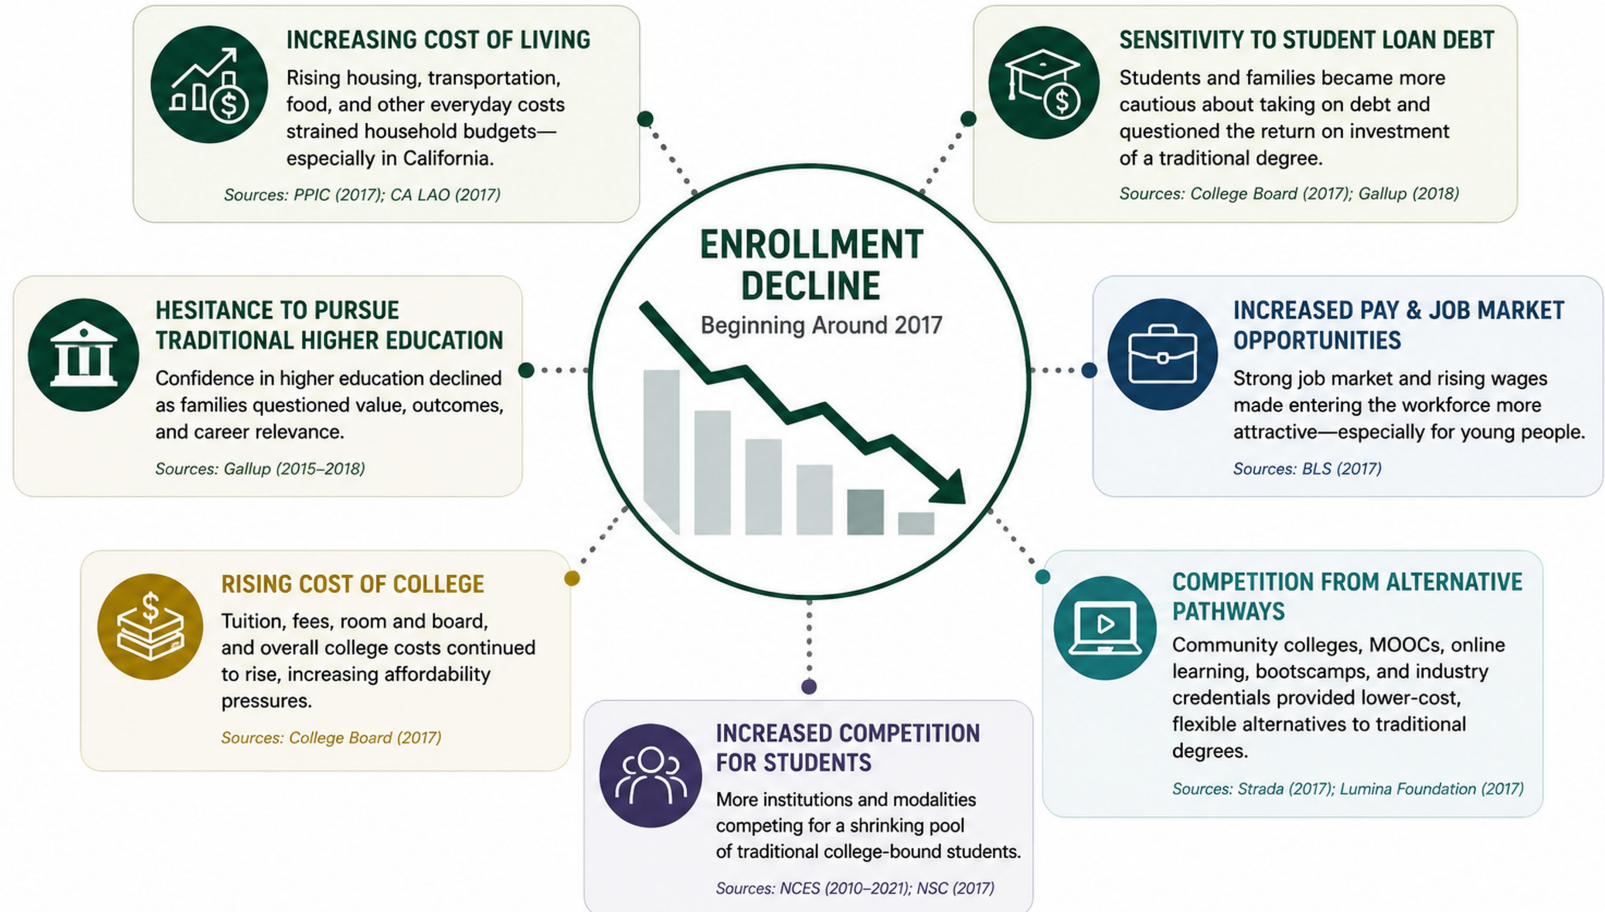 INCREASING COST OF LIVING
Rising housing, transportation,
food, and other everyday costs
strained household budgets—
especially in California.
Sources: PPIC (2017); CA LAO (2017)
SENSITIVITY TO STUDENT LOAN DEBT
Students and families became more
cautious about taking on debt and
questioned the return on investment
of a traditional degree.
Sources: College Board (2017); Gallup (2018)
ENROLLMENT
DECLINE
Beginning Around 2017
HESITANCE TO PURSUE
TRADITIONAL HIGHER EDUCATION
Confidence in higher education declined
as families questioned value, outcomes,
and career relevance.
Sources: Gallup (2015–2018)
INCREASED PAY & JOB MARKET
OPPORTUNITIES
Strong job market and rising wages
made entering the workforce more
attractive—especially for young people.
Sources: BLS (2017)
RISING COST OF COLLEGE
Tuition, fees, room and board,
and overall college costs continued
to rise, increasing affordability
pressures.
Sources: College Board (2017)
COMPETITION FROM ALTERNATIVE
PATHWAYS
Community colleges, MOOCs, online
learning, bootscamps, and industry
credentials provided lower-cost,
flexible alternatives to traditional
degrees.
Sources: Strada (2017); Lumina Foundation (2017)
INCREASED COMPETITION
FOR STUDENTS
More institutions and modalities
competing for a shrinking pool
of traditional college-bound students.
Sources: NCES (2010–2021); NSC (2017)